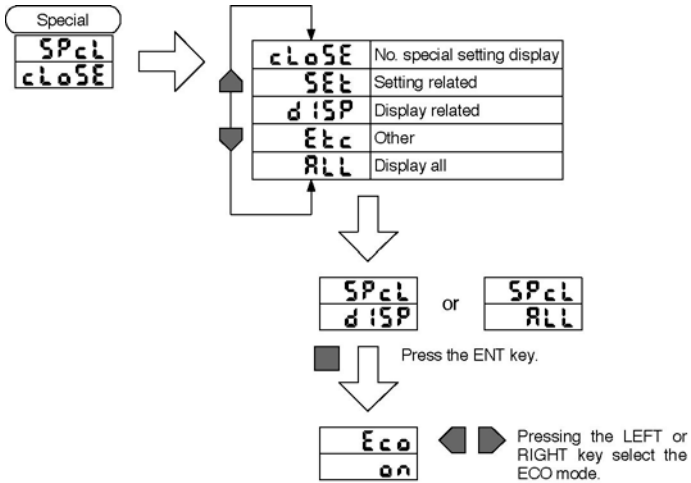 Special
SPcL
cLoSE
cLoSE No. special setting display
SEt Setting related
dISP Display related
Etc Other
ALL Display all
SPcL
dISP
or
SPcL
ALL
Press the ENT key.
Eco
on
Pressing the LEFT or
RIGHT key select the
ECO mode.